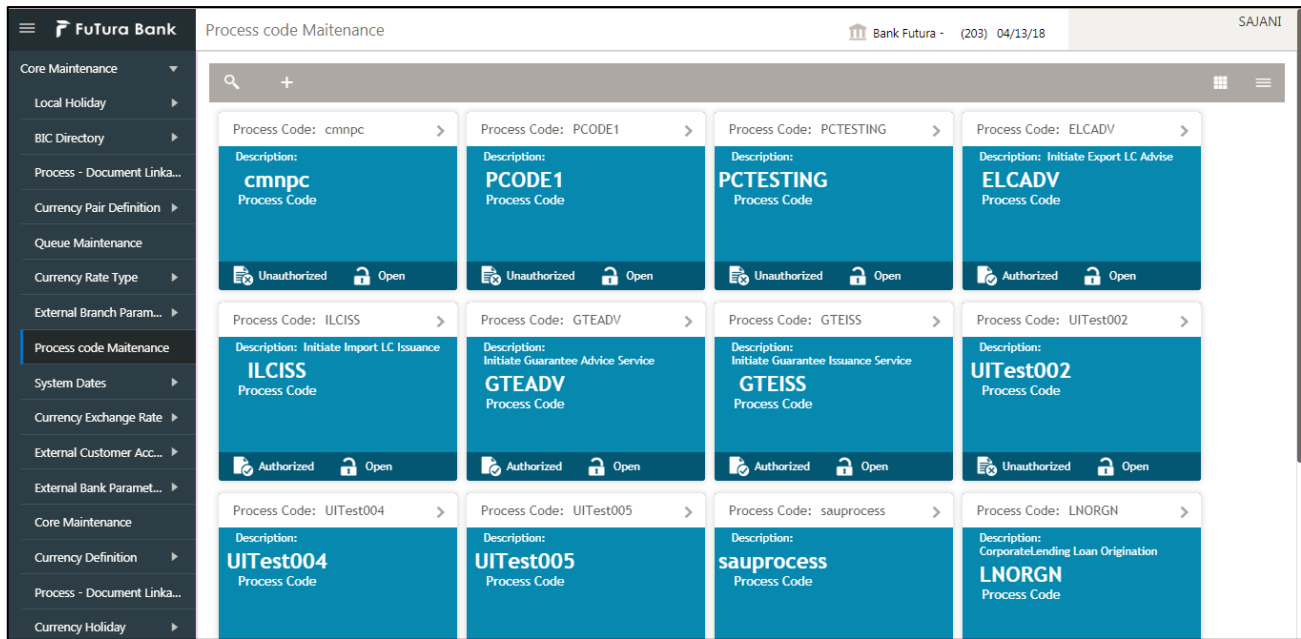 FuTura Bank
Process code Maitenance
Bank Futura - (203) 04/13/18
SAJANI
Core Maintenance
Local Holiday
BIC Directory
Process - Document Linka...
Currency Pair Definition
Queue Maintenance
Currency Rate Type
External Branch Param...
Process code Maitenance
System Dates
Currency Exchange Rate
External Customer Acc...
External Bank Paramet...
Core Maintenance
Currency Definition
Process - Document Linka...
Currency Holiday
Process Code: cmnpc
Description:
cmnpc
Process Code
Unauthorized Open
Process Code: PCODE1
Description:
PCODE1
Process Code
Unauthorized Open
Process Code: PCTESTING
Description:
PCTESTING
Process Code
Unauthorized Open
Process Code: ELCADV
Description: Initiate Export LC Advise
ELCADV
Process Code
Authorized Open
Process Code: ILCISS
Description: Initiate Import LC Issuance
ILCISS
Process Code
Authorized Open
Process Code: GTEADV
Description:
Initiate Guarantee Advice Service
GTEADV
Process Code
Authorized Open
Process Code: GTEISS
Description:
Initiate Guarantee Issuance Service
GTEISS
Process Code
Authorized Open
Process Code: UITest002
Description:
UITest002
Process Code
Unauthorized Open
Process Code: UITest004
Description:
UITest004
Process Code
Process Code: UITest005
Description:
UITest005
Process Code
Process Code: sauprocess
Description:
sauprocess
Process Code
Process Code: LNORGN
Description:
CorporateLending Loan Origination
LNORGN
Process Code